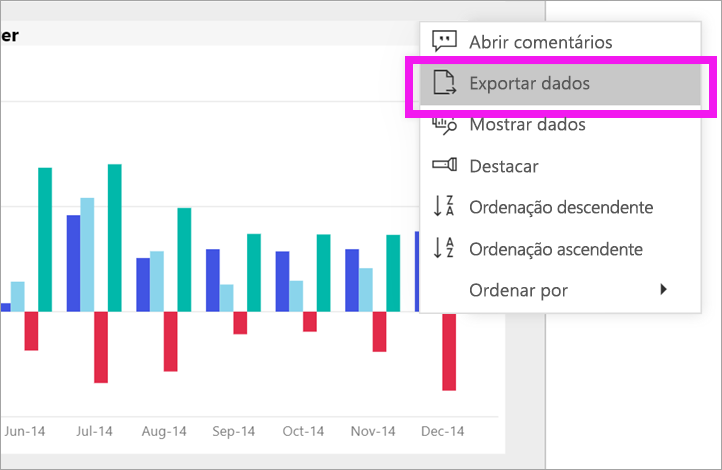 er
Abrir comentários
Exportar dados
Mostrar dados
Destacar
Ordenação descendente
Ordenação ascendente
Ordenar por
Jun-14 Jul-14 Aug-14 Sep-14 Oct-14 Nov-14 Dec-14